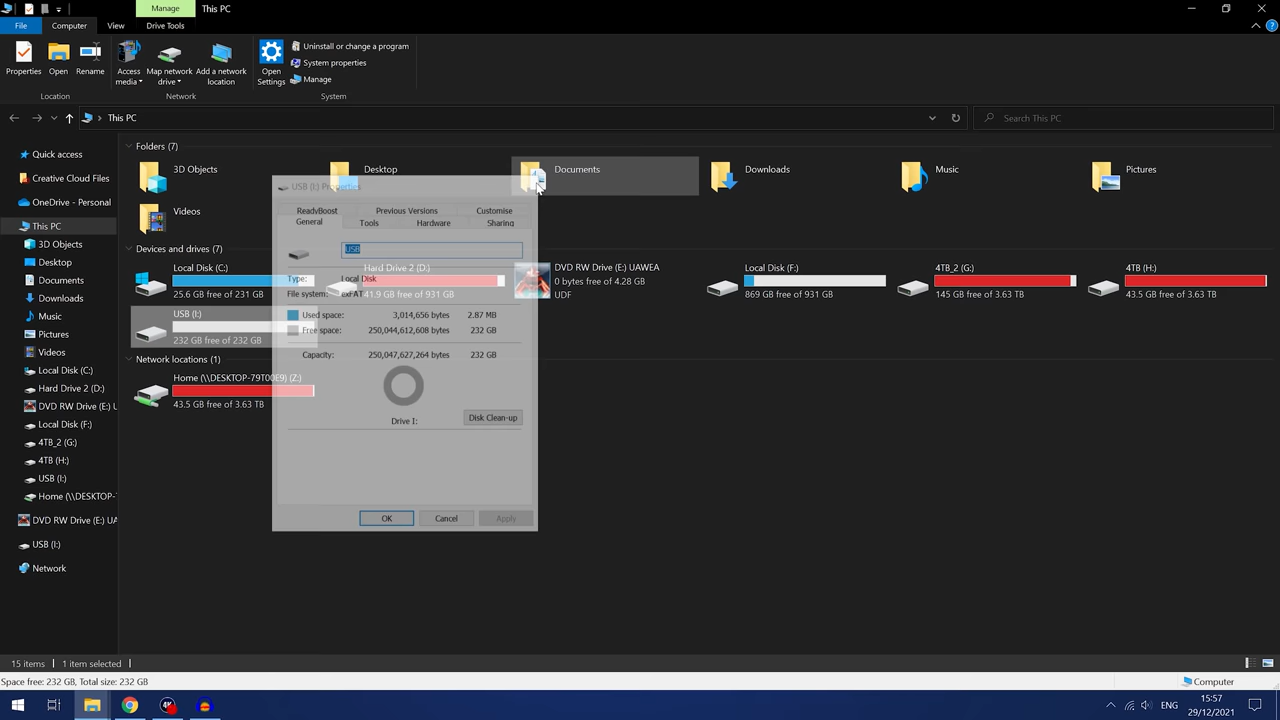 Manage
This PC
File
Computer
View
Drive Tools
Properties
Open
Rename
Access media
Map network drive
Add a network location
Open Settings
Uninstall or change a program
System properties
Manage
Location
Network
System
This PC
Search This PC
Quick access
Creative Cloud Files
OneDrive - Personal
This PC
3D Objects
Desktop
Documents
Downloads
Music
Pictures
Videos
Local Disk (C:)
Hard Drive 2 (D:)
DVD RW Drive (E:) U
Local Disk (F:)
4TB_2 (G:)
4TB (H:)
USB (I:)
Home (\\DESKTOP-7
DVD RW Drive (E:) UA
USB (I:)
Network
Folders (7)
3D Objects
Desktop
Documents
Downloads
Music
Pictures
Videos
Devices and drives (7)
Local Disk (C:)
25.6 GB free of 231 GB
Hard Drive 2 (D:)
41.9 GB free of 931 GB
DVD RW Drive (E:) UAWEA
0 bytes free of 4.28 GB
UDF
Local Disk (F:)
869 GB free of 931 GB
4TB_2 (G:)
145 GB free of 3.63 TB
4TB (H:)
43.5 GB free of 3.63 TB
USB (I:)
232 GB free of 232 GB
Network locations (1)
Home (\\DESKTOP-79T00E9) (Z:)
43.5 GB free of 3.63 TB
USB (I:) Properties
ReadyBoost
Previous Versions
Customise
General
Tools
Hardware
Sharing
USB
Type:
Local Disk
File system:
exFAT
Used space:
3,014,656 bytes
2.87 MB
Free space:
250,044,612,608 bytes
232 GB
Capacity:
250,047,627,264 bytes
232 GB
Drive I:
Disk Clean-up
OK
Cancel
Apply
15 items
1 item selected
Space free: 232 GB, Total size: 232 GB
Computer
4K
ENG
15:57
29/12/2021